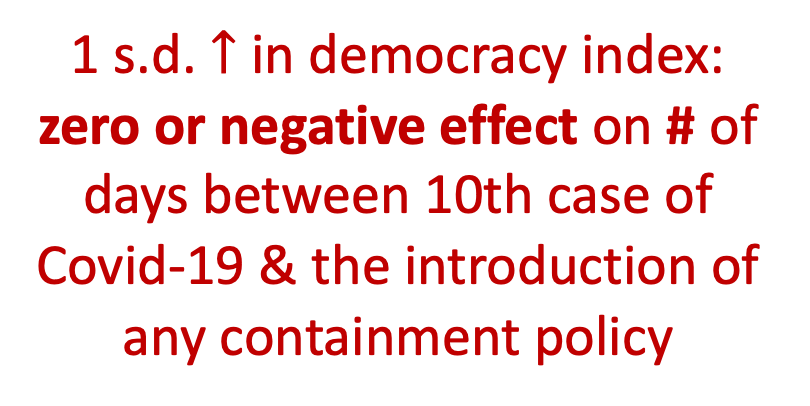 1 s.d. ↑ in democracy index:
zero or negative effect on # of
days between 10th case of
Covid-19 & the introduction of
any containment policy